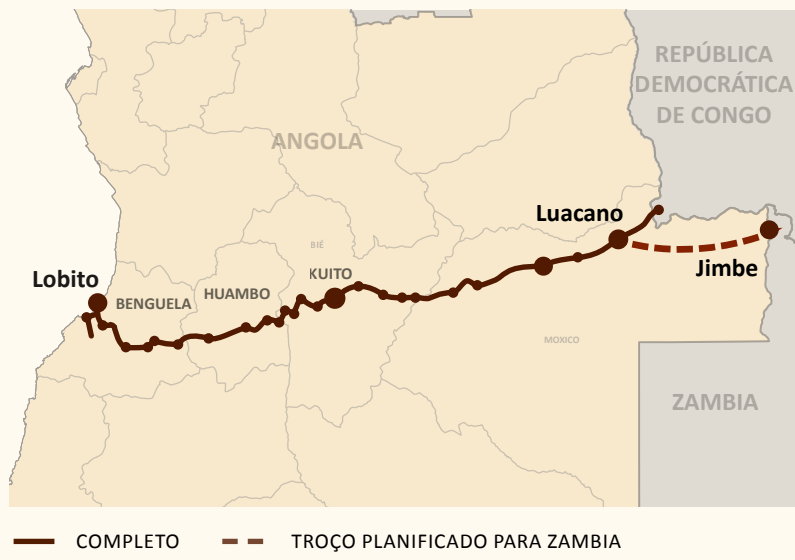 REPÚBLICA
DEMOCRÁTICA
DE CONGO
ANGOLA
Luacano
BIÉ
Lobito
BENGUELA
HUAMBO
KUITO
Jimbe
MOXICO
ZAMBIA
COMPLETO
TROÇO PLANIFICADO PARA ZAMBIA